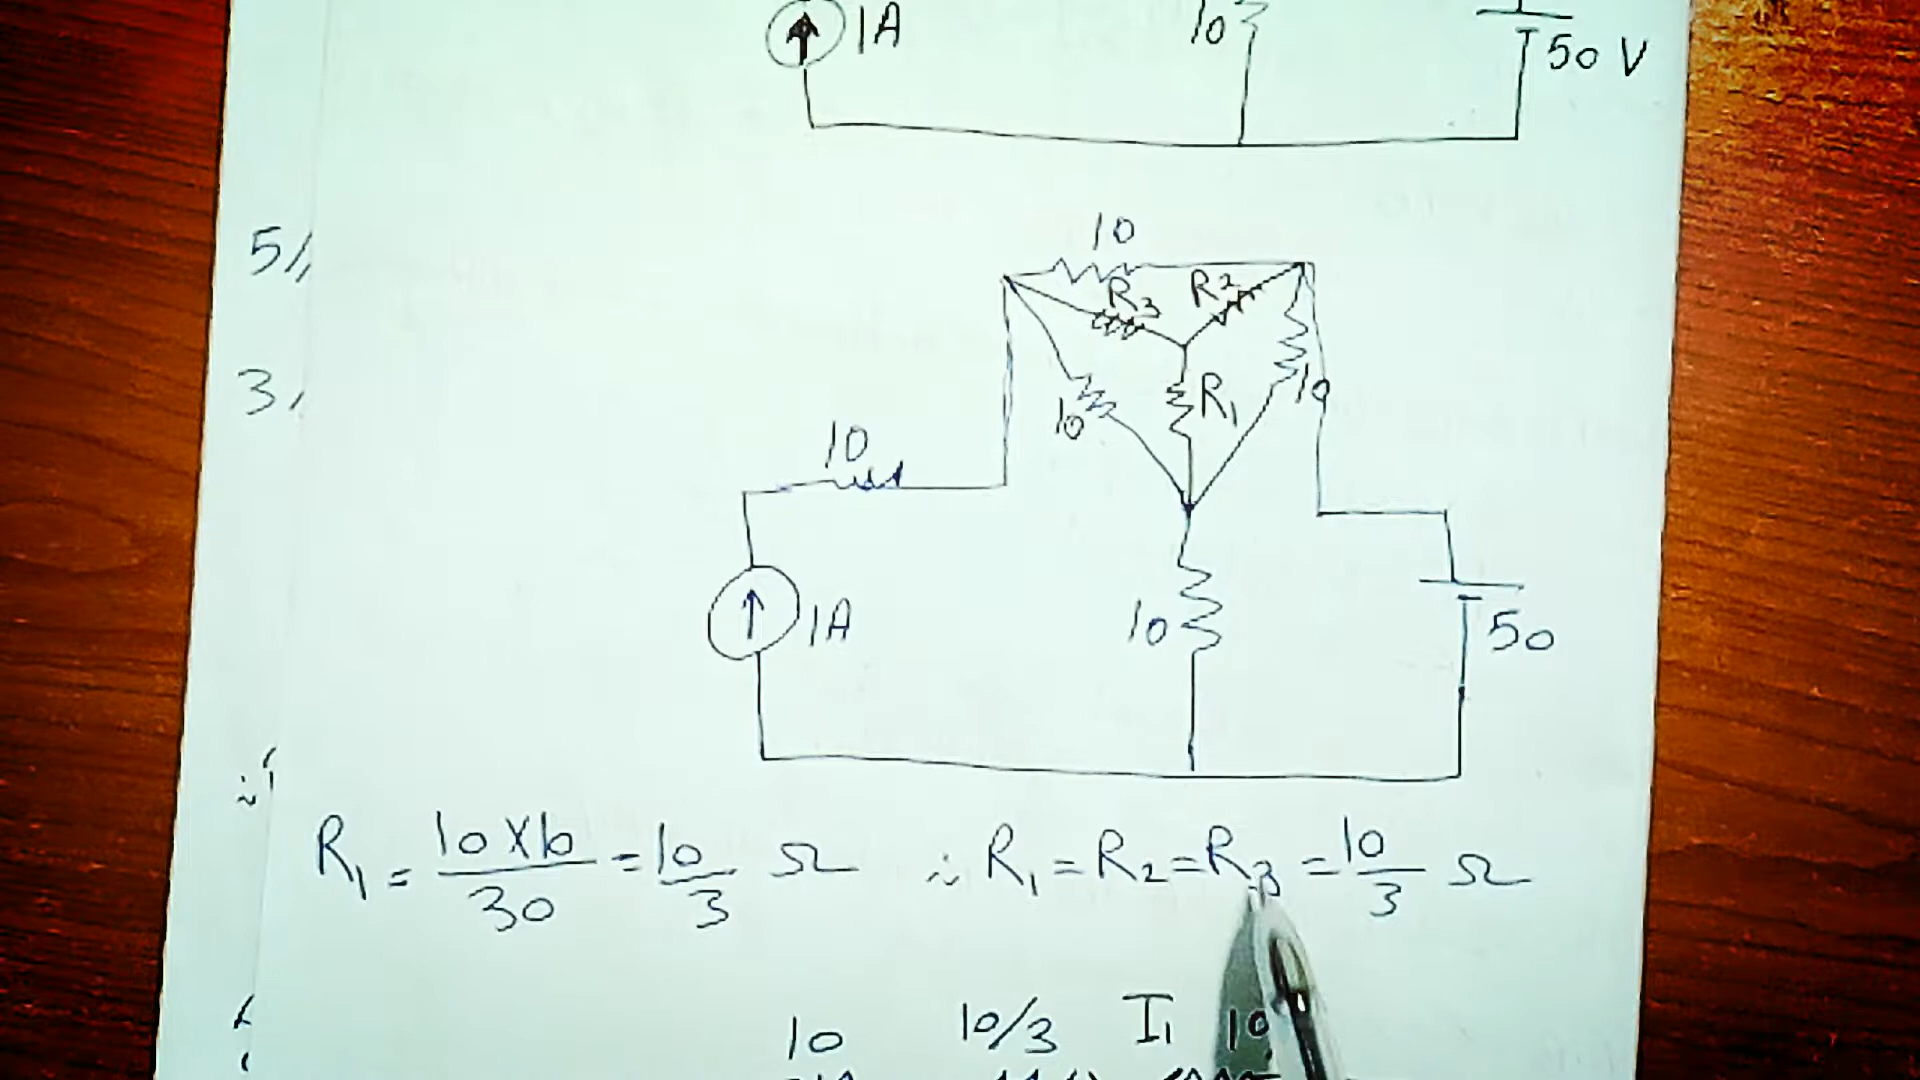 1A
10
50 V
5
10
R3
R2
10
R1
10
3
10
1A
10
50
R1 = 10 X 10 / 30 = 10/3 Ω ∴ R1 = R2 = R3 = 10/3 Ω
10 10/3 I1 10